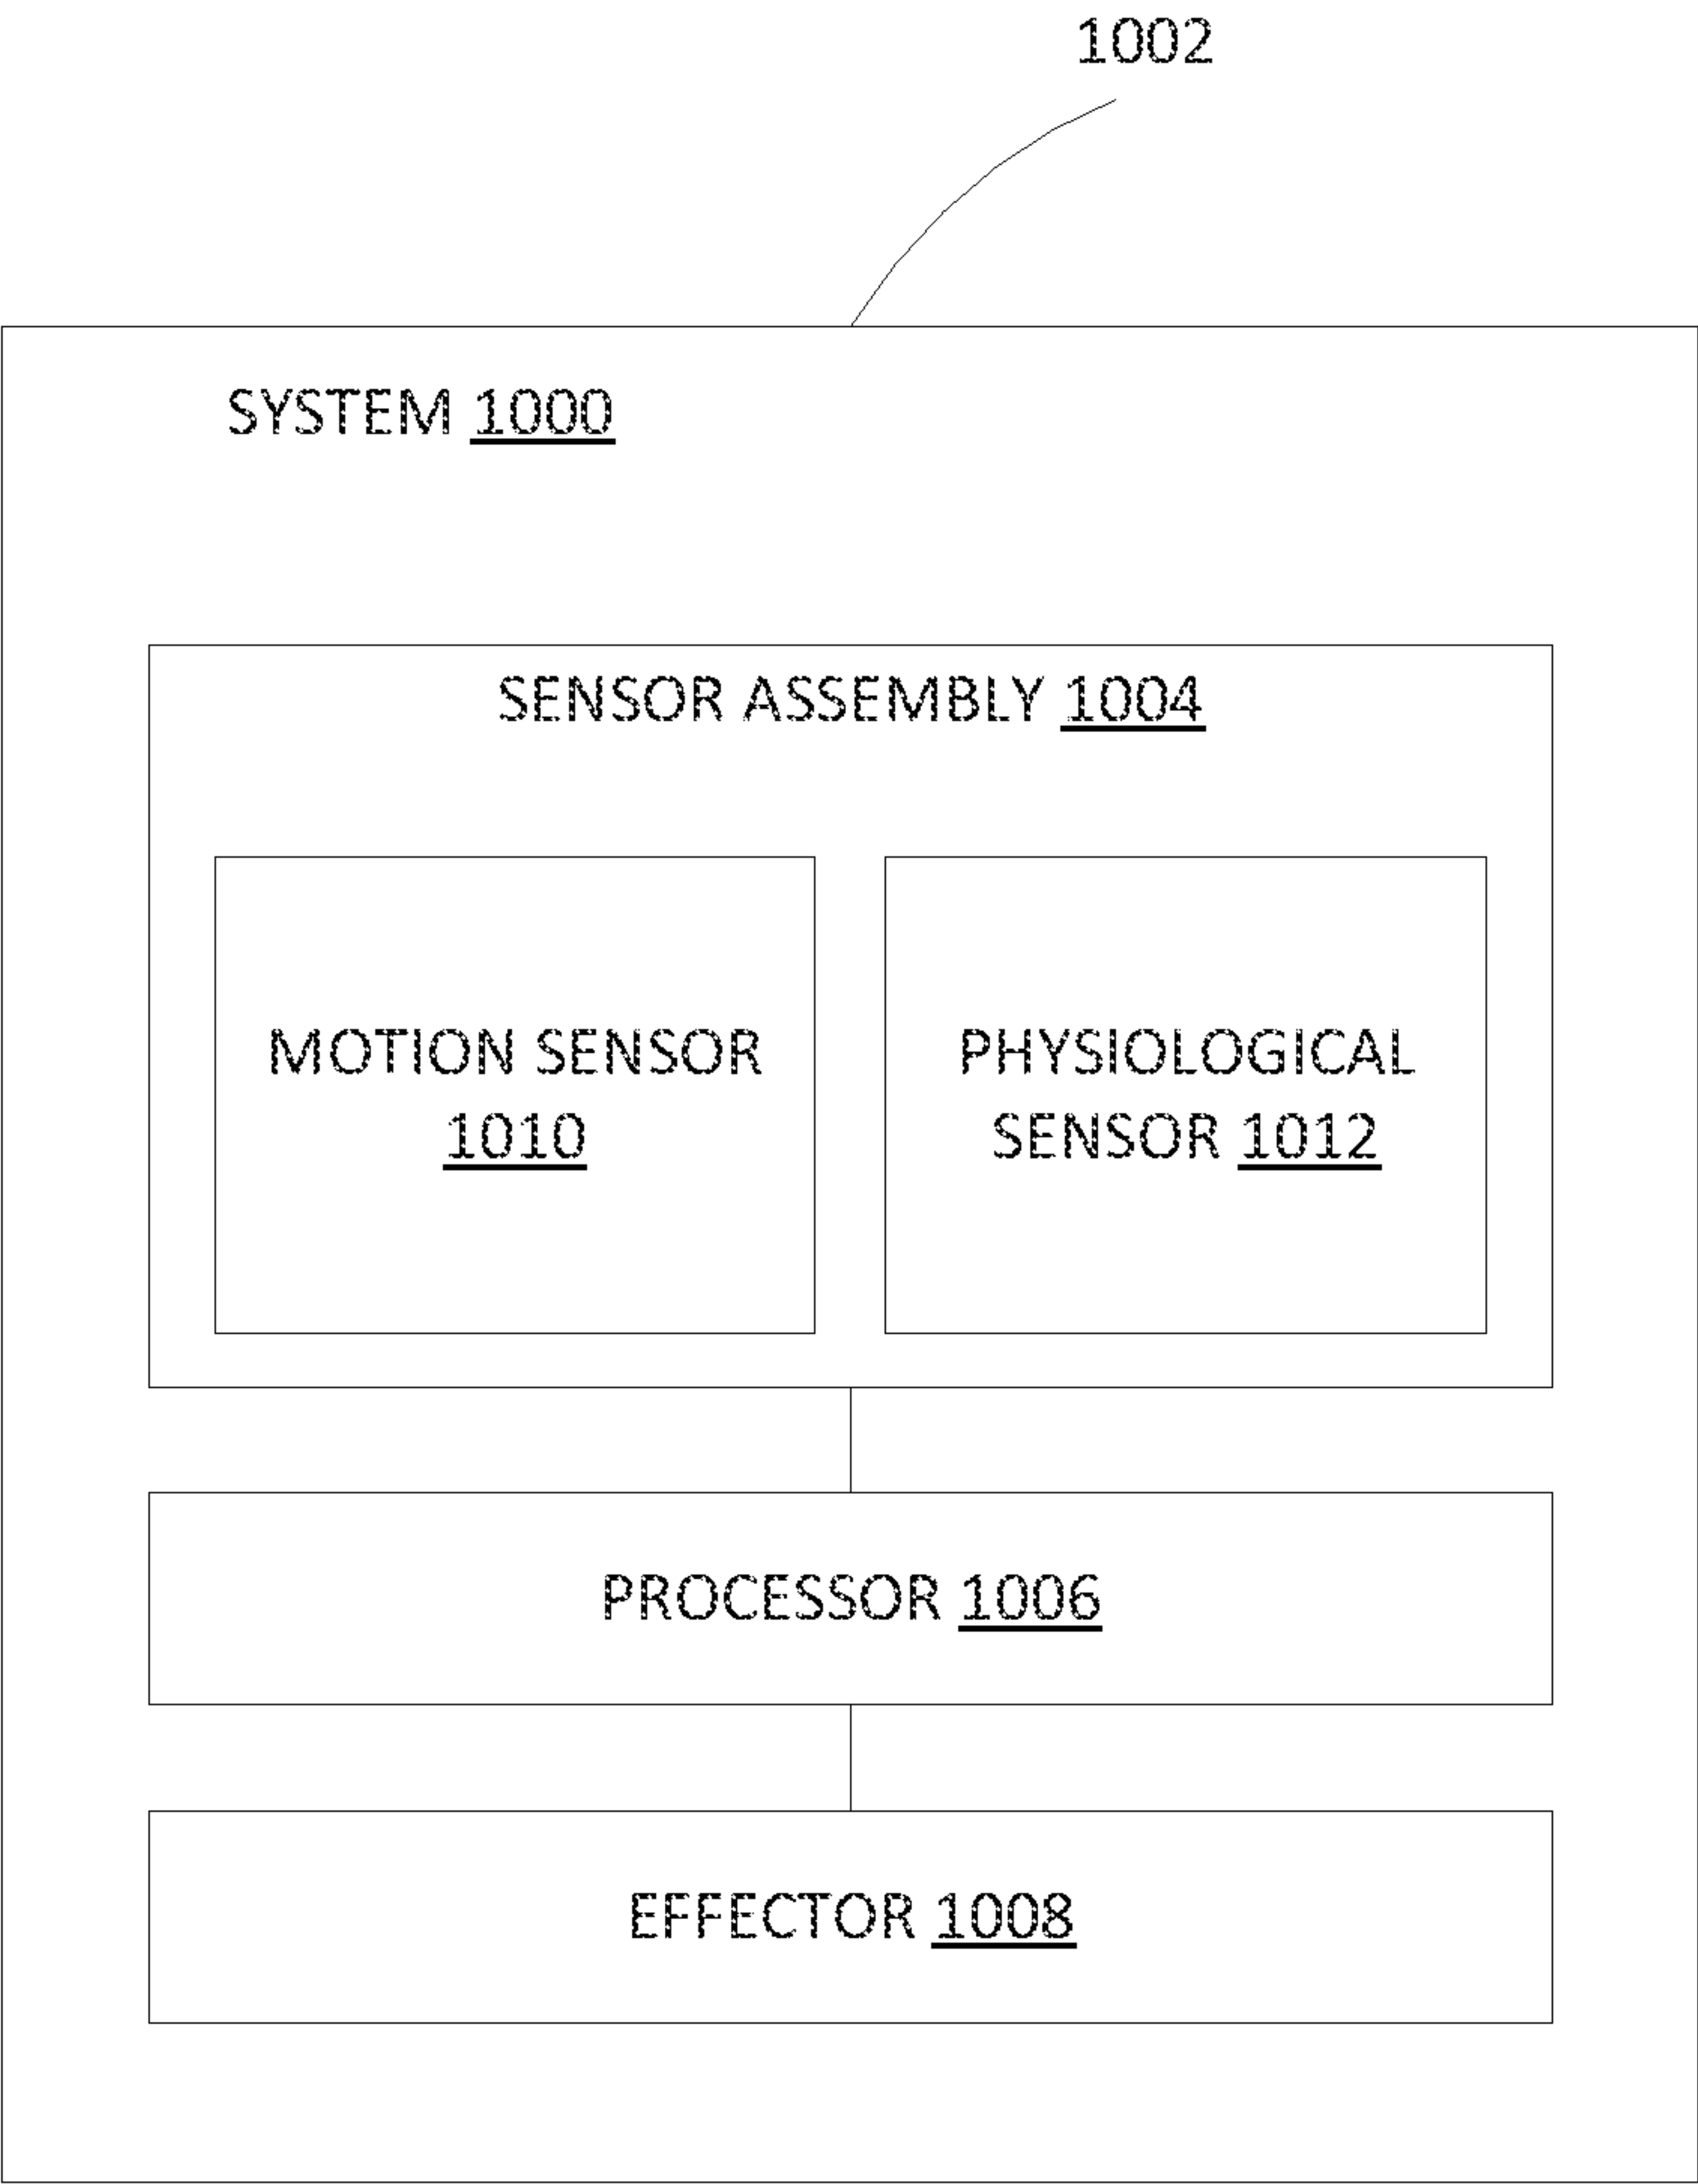 1002
SYSTEM 1000
SENSOR ASSEMBLY 1004
MOTION SENSOR
1010
PHYSIOLOGICAL
SENSOR 1012
PROCESSOR 1006
EFFECTOR 1008